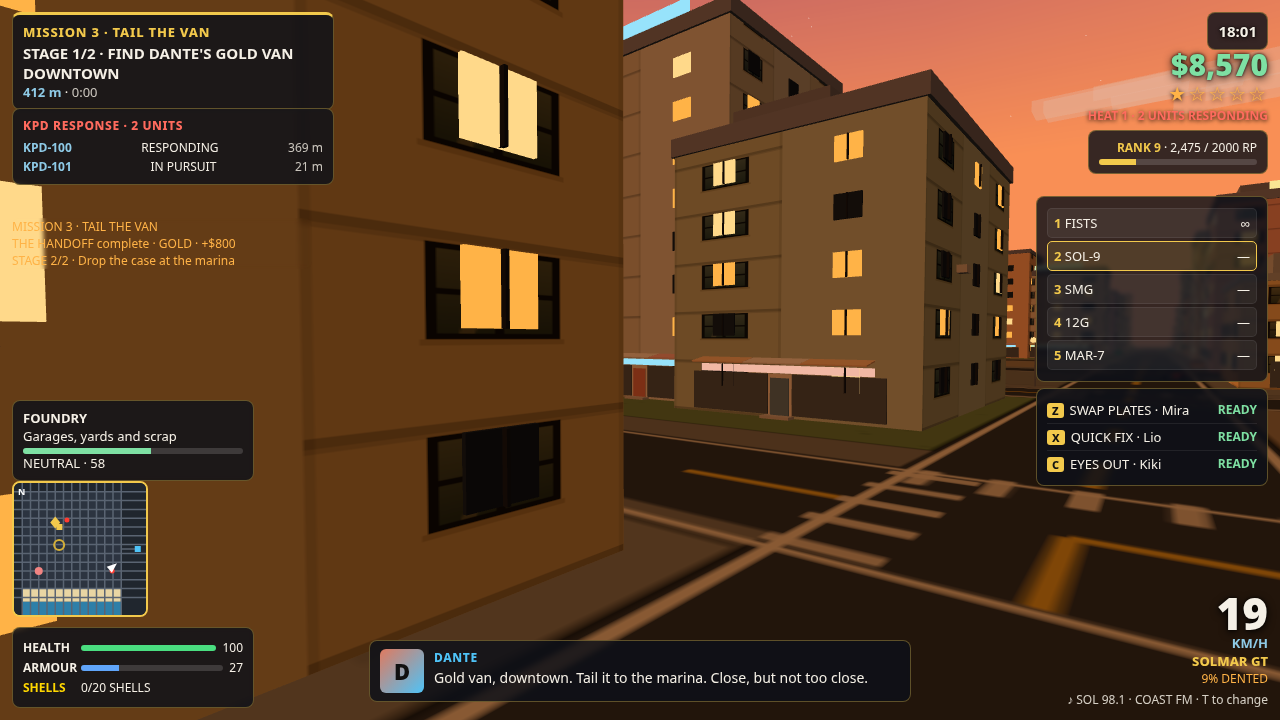 MISSION 3 · TAIL THE VAN
STAGE 1/2 · FIND DANTE'S GOLD VAN
DOWNTOWN
412 m · 0:00
KPD RESPONSE · 2 UNITS
KPD-100 RESPONDING 369 m
KPD-101 IN PURSUIT 21 m
MISSION 3 · TAIL THE VAN
THE HANDOFF complete · GOLD · +$800
STAGE 2/2 · Drop the case at the marina
FOUNDRY
Garages, yards and scrap
NEUTRAL · 58
N
HEALTH 100
ARMOUR 27
SHELLS 0/20 SHELLS
D
DANTE
Gold van, downtown. Tail it to the marina. Close, but not too close.
18:01
$8,570
★ ☆ ☆ ☆ ☆
HEAT 1 · 2 UNITS RESPONDING
RANK 9 · 2,475 / 2000 RP
1 FISTS ∞
2 SOL-9 —
3 SMG —
4 12G —
5 MAR-7 —
Z SWAP PLATES · Mira READY
X QUICK FIX · Lio READY
C EYES OUT · Kiki READY
19
KM/H
SOLMAR GT
9% DENTED
♪ SOL 98.1 · COAST FM · T to change